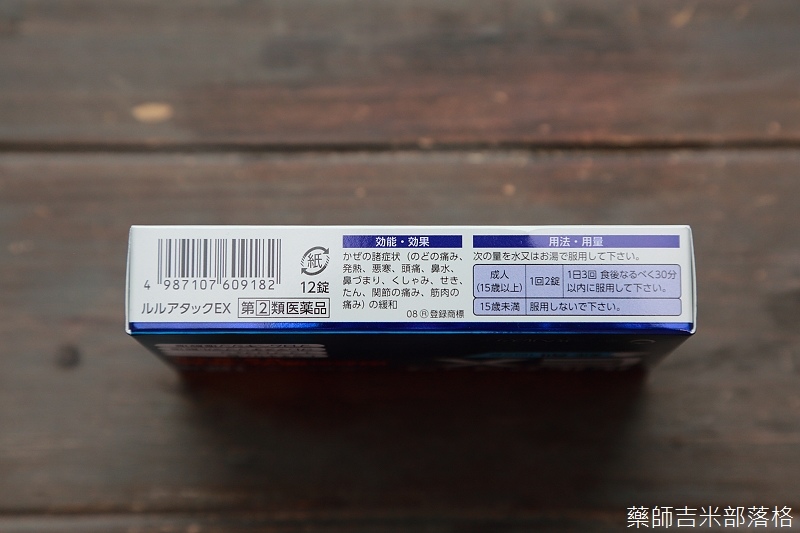 4 987107 609182
紙
12錠
ルルアタックEX 第②類医薬品
効能・効果
かぜの諸症状（のどの痛み、
発熱、悪寒、頭痛、鼻水、
鼻づまり、くしゃみ、せき、
たん、関節の痛み、筋肉の
痛み）の緩和
08 Ⓡ登録商標
用法・用量
次の量を水又はお湯で服用して下さい。
成人
(15歳以上)
1回2錠
1日3回 食後なるべく30分
以内に服用して下さい。
15歳未満 服用しないで下さい。
藥師吉米部落格